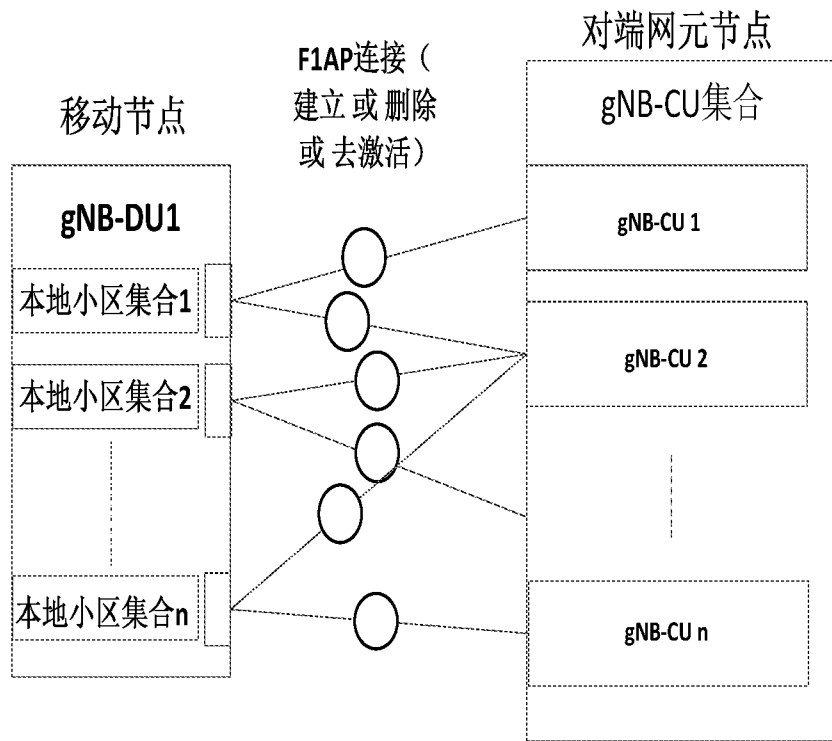 移动节点
gNB-DU1
本地小区集合1
本地小区集合2
本地小区集合n
F1AP连接（
建立 或 删除
或 去激活）
对端网元节点
gNB-CU集合
gNB-CU 1
gNB-CU 2
gNB-CU n